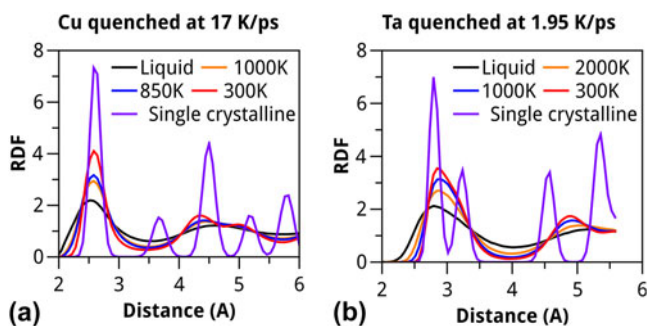 Cu quenched at 17 K/ps
8
6
4
2
0
RDF
Liquid 1000K
850K 300K
Single crystalline
2 3 4 5 6
Distance (A)
(a)
Ta quenched at 1.95 K/ps
8
6
4
2
0
RDF
Liquid 2000K
1000K 300K
Single crystalline
2 3 4 5 6
Distance (A)
(b)